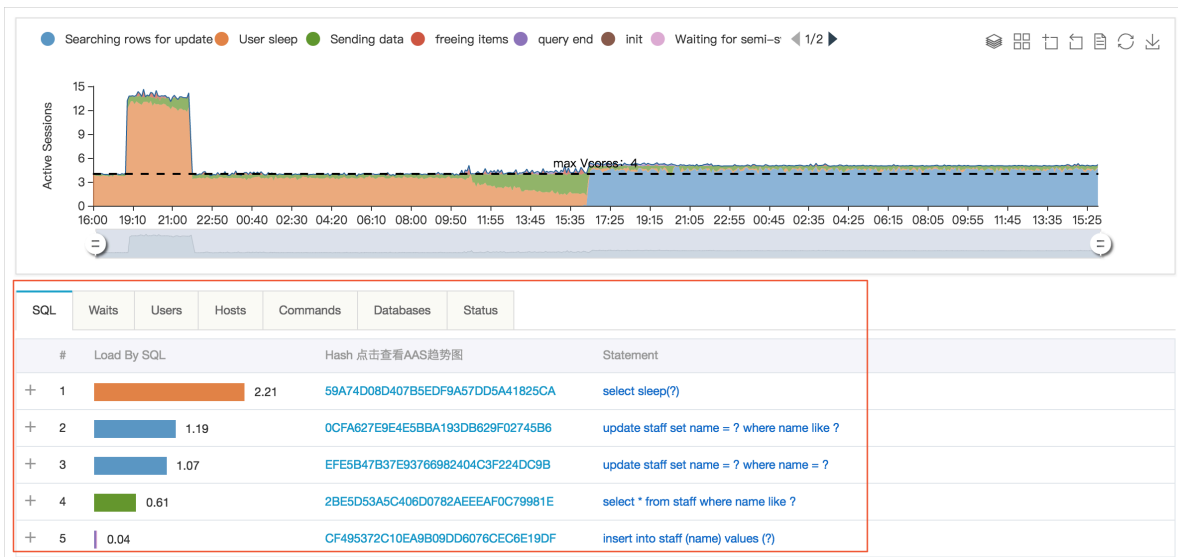 Searching rows for update User sleep Sending data freeing items query end init Waiting for semi-s 1/2
Active Sessions
15
12
9
6
3
0
max Vcores: 4
16:00 19:10 21:00 22:50 00:40 02:30 04:20 06:10 08:00 09:50 11:55 13:45 15:35 17:25 19:15 21:05 22:55 00:45 02:35 04:25 06:15 08:05 09:55 11:45 13:35 15:25
SQL Waits Users Hosts Commands Databases Status
# Load By SQL Hash 点击查看AAS趋势图 Statement
1 2.21 59A74D08D407B5EDF9A57DD5A41825CA select sleep(?)
2 1.19 0CFA627E9E4E5BBA193DB629F02745B6 update staff set name = ? where name like ?
3 1.07 EFE5B47B37E93766982404C3F224DC9B update staff set name = ? where name = ?
4 0.61 2BE5D53A5C406D0782AEEEAF0C79981E select * from staff where name like ?
5 0.04 CF495372C10EA9B09DD6076CEC6E19DF insert into staff (name) values (?)